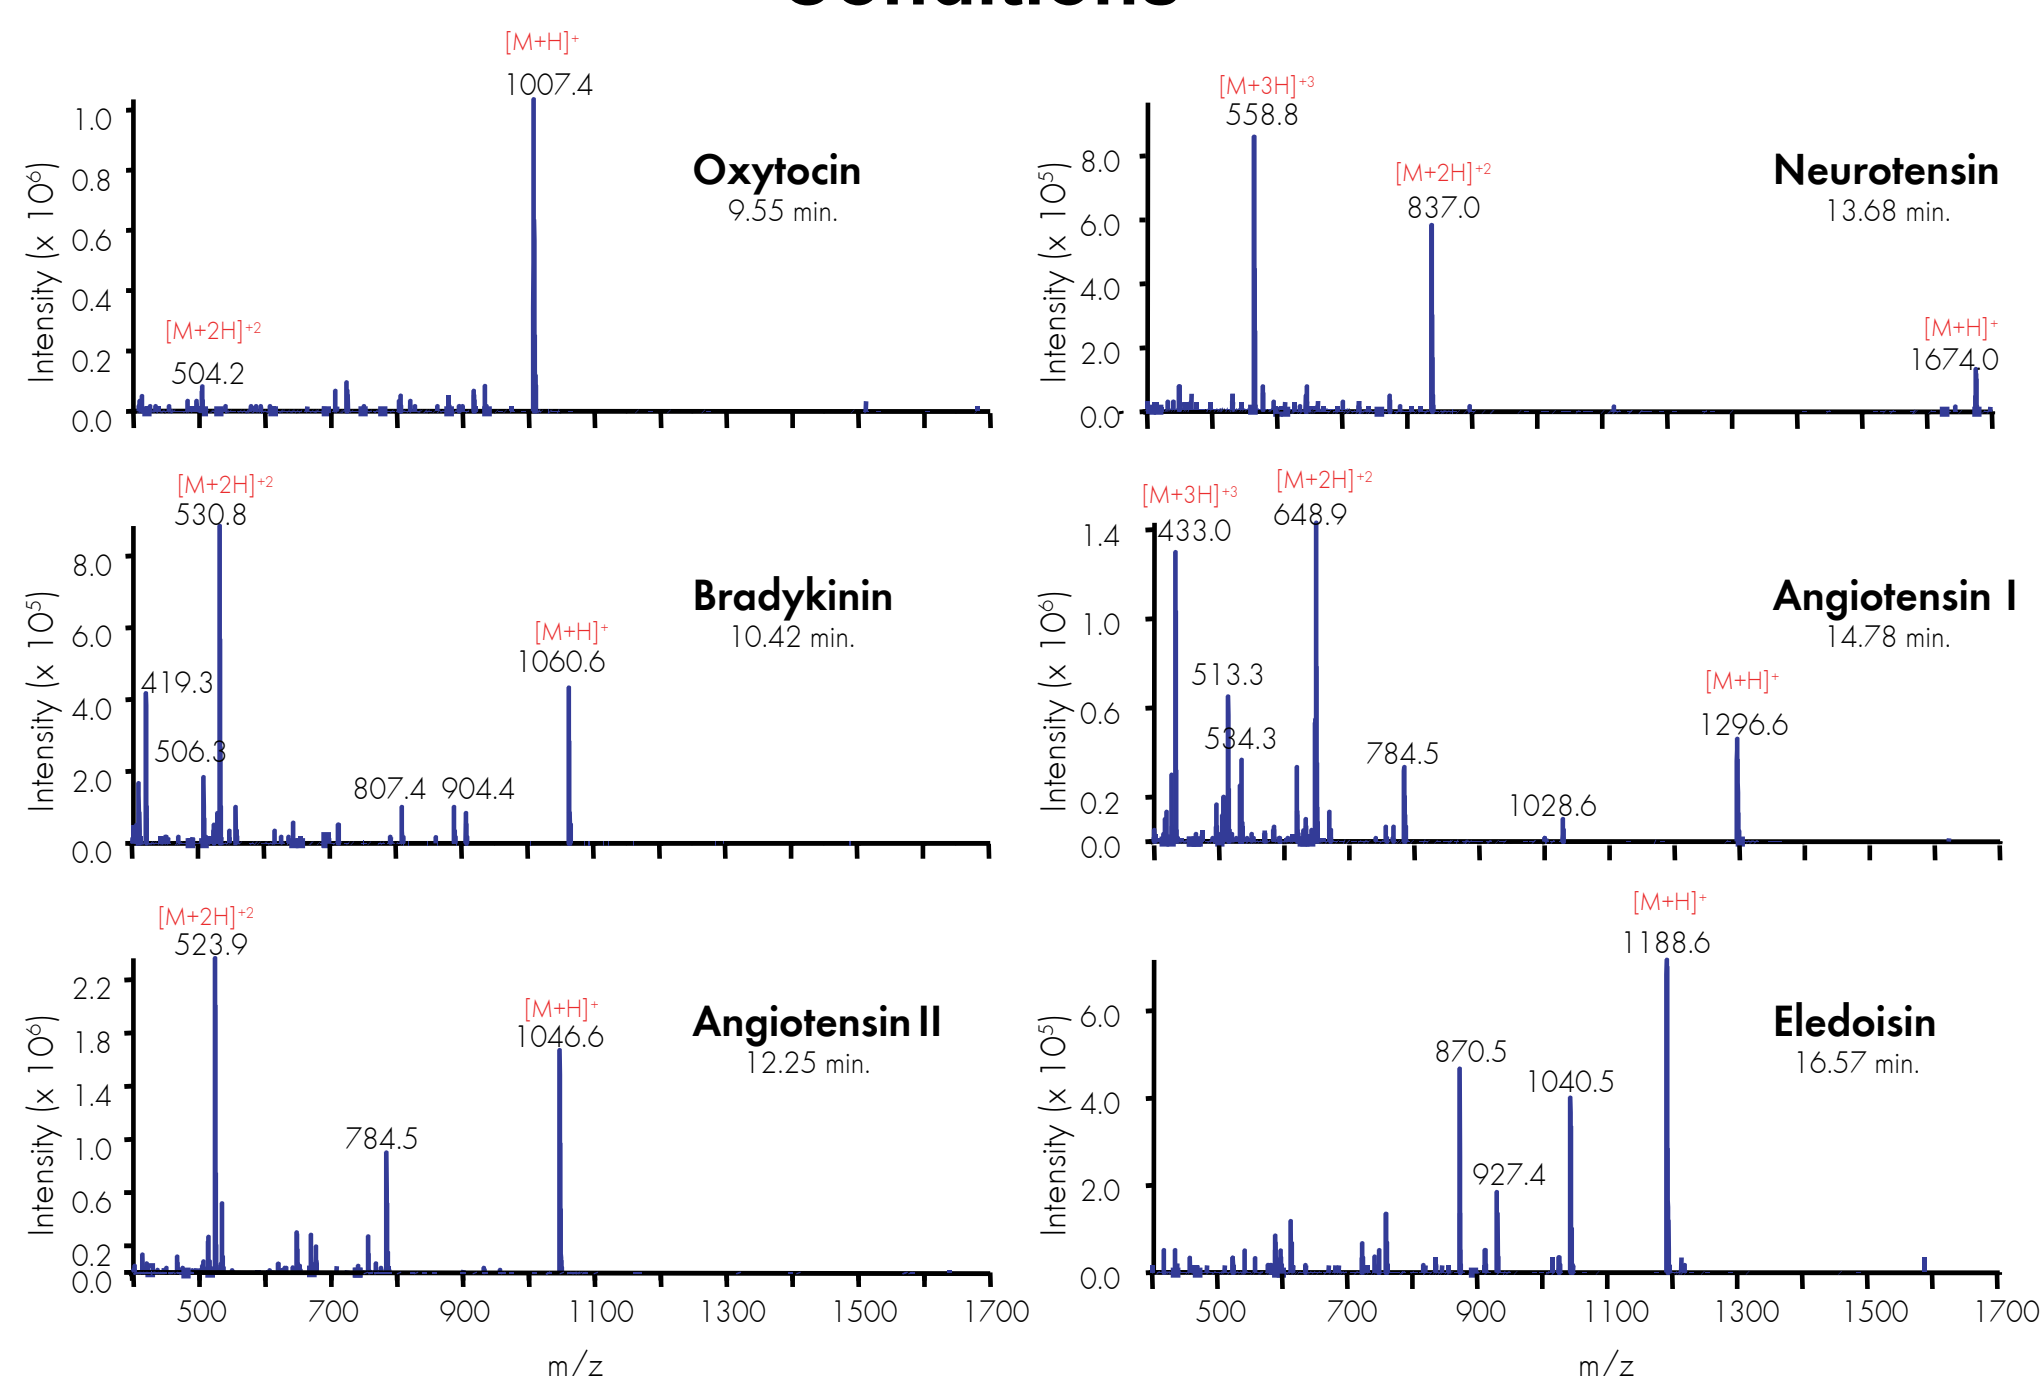 Conditions
[M+H]+
1007.4
1.0
0.8
0.6
0.4
0.2
0.0
Intensity (x 10⁶)
[M+2H]+2
504.2
Oxytocin
9.55 min.
[M+3H]+3
558.8
[M+2H]+2
837.0
[M+H]+
1674.0
8.0
6.0
4.0
2.0
0.0
Intensity (x 10⁵)
Neurotensin
13.68 min.
[M+2H]+2
530.8
419.3
506.3
807.4
904.4
[M+H]+
1060.6
8.0
6.0
4.0
2.0
0.0
Intensity (x 10⁵)
Bradykinin
10.42 min.
[M+3H]+3
433.0
[M+2H]+2
648.9
513.3
534.3
784.5
1028.6
[M+H]+
1296.6
1.4
1.0
0.6
0.2
0.0
Intensity (x 10⁶)
Angiotensin I
14.78 min.
[M+2H]+2
523.9
784.5
[M+H]+
1046.6
2.2
1.8
1.4
1.0
0.6
0.2
0.0
Intensity (x 10⁶)
Angiotensin II
12.25 min.
500 700 900 1100 1300 1500 1700
m/z
[M+H]+
1188.6
870.5
927.4
1040.5
6.0
4.0
2.0
0.0
Intensity (x 10⁵)
Eledoisin
16.57 min.
500 700 900 1100 1300 1500 1700
m/z